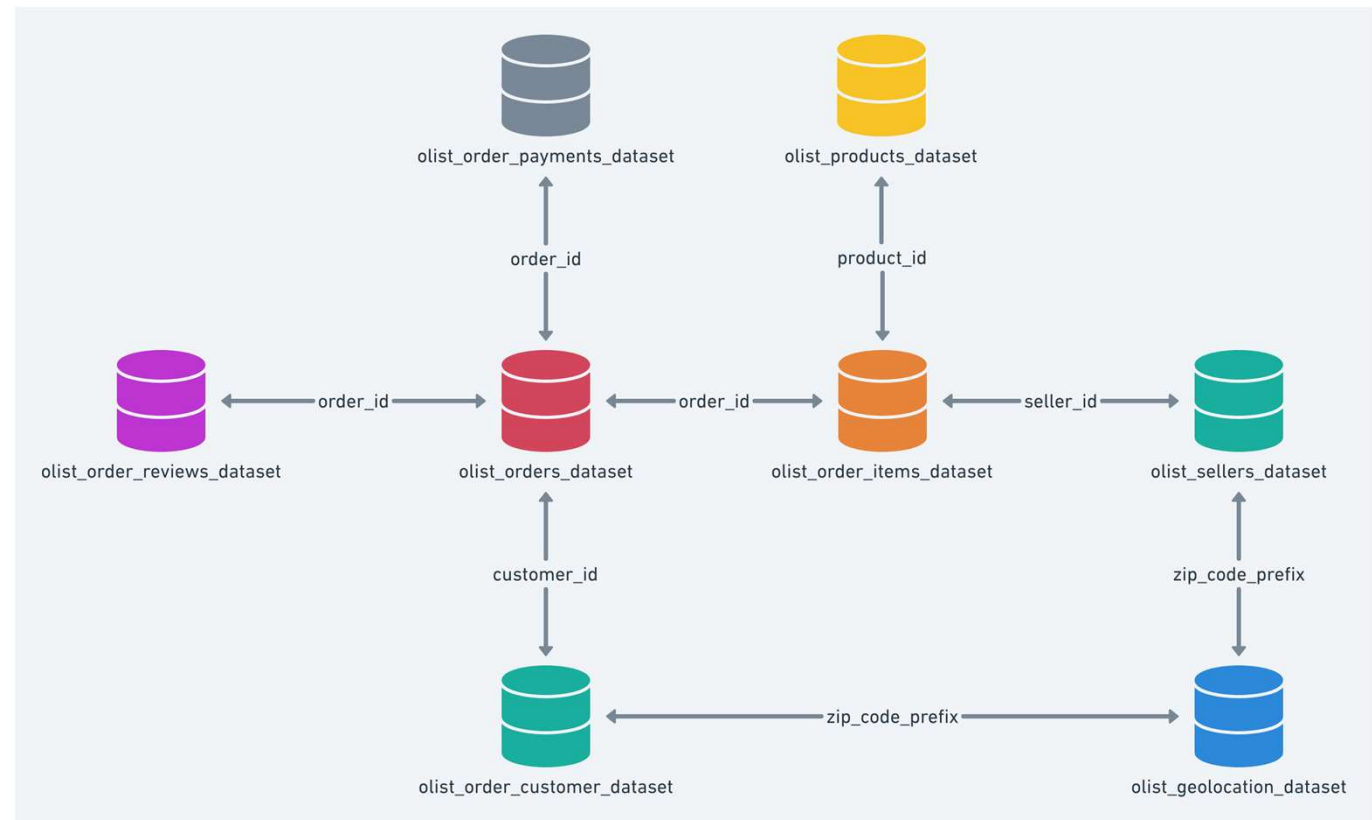 olist_order_payments_dataset
olist_products_dataset
order_id
product_id
order_id
order_id
seller_id
olist_order_reviews_dataset
olist_orders_dataset
olist_order_items_dataset
olist_sellers_dataset
customer_id
zip_code_prefix
zip_code_prefix
olist_order_customer_dataset
olist_geolocation_dataset